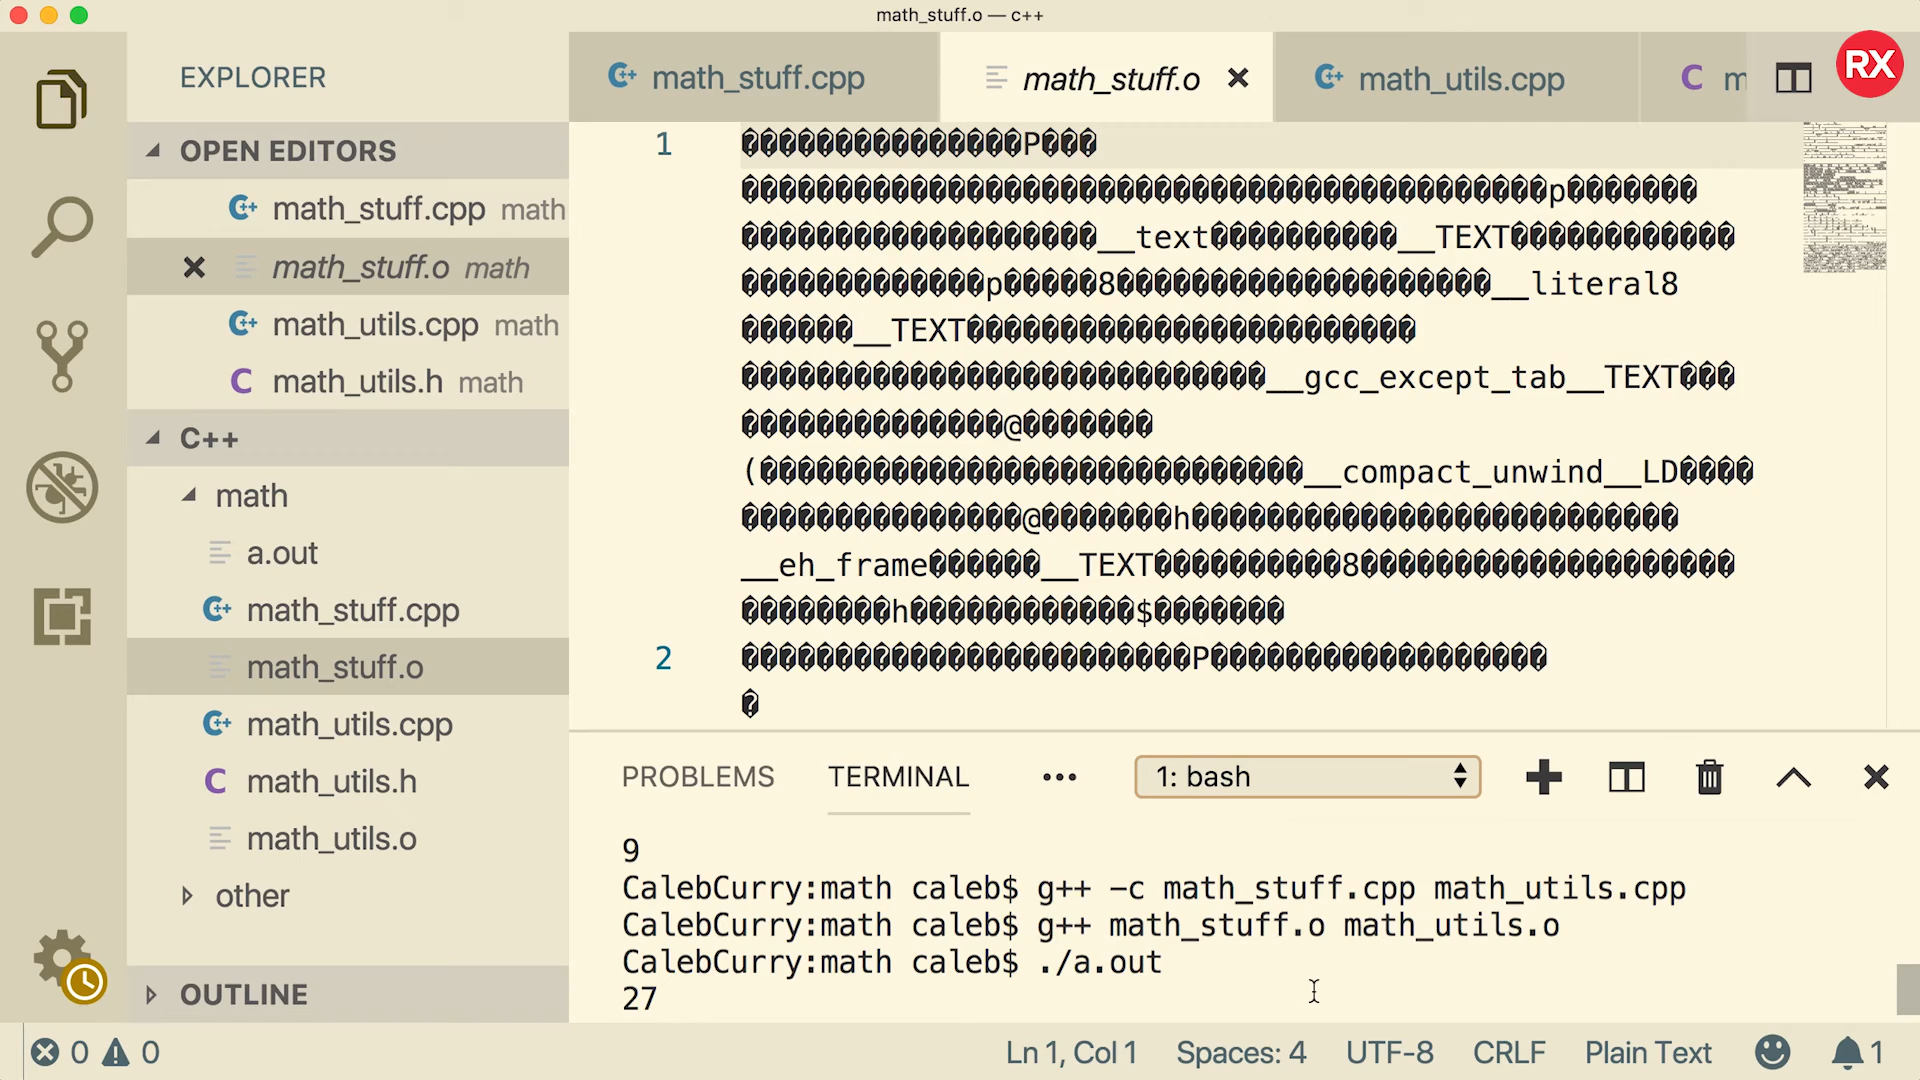 math_stuff.o — c++
RX
EXPLORER
OPEN EDITORS
math_stuff.cpp math
math_stuff.o math
math_utils.cpp math
math_utils.h math
C++
math
a.out
math_stuff.cpp
math_stuff.o
math_utils.cpp
math_utils.h
math_utils.o
other
OUTLINE
math_stuff.cpp math_stuff.o math_utils.cpp
1
P
p
__text __TEXT
p 8 __literal8
__TEXT
__gcc_except_tab__TEXT
@
( __compact_unwind__LD
@ h
__eh_frame __TEXT 8
h $
2 P
PROBLEMS TERMINAL ••• 1: bash
9
CalebCurry:math caleb$ g++ -c math_stuff.cpp math_utils.cpp
CalebCurry:math caleb$ g++ math_stuff.o math_utils.o
CalebCurry:math caleb$ ./a.out
27
0 0 Ln 1, Col 1 Spaces: 4 UTF-8 CRLF Plain Text 1